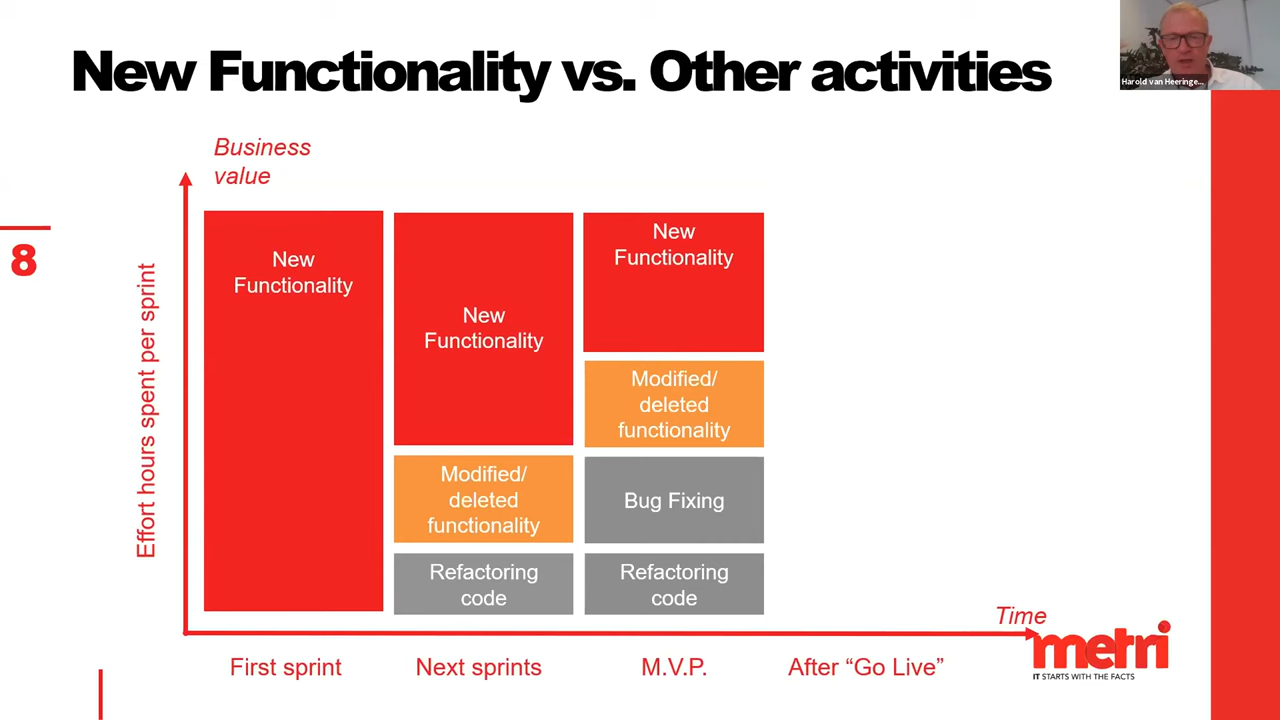 New Functionality vs. Other activities
Harold van Heeringe...
8
Business
value
Effort hours spent per sprint
New
Functionality
New
Functionality
Modified/
deleted
functionality
Refactoring
code
New
Functionality
Modified/
deleted
functionality
Bug Fixing
Refactoring
code
Time
First sprint
Next sprints
M.V.P.
After “Go Live”
metri
IT STARTS WITH THE FACTS